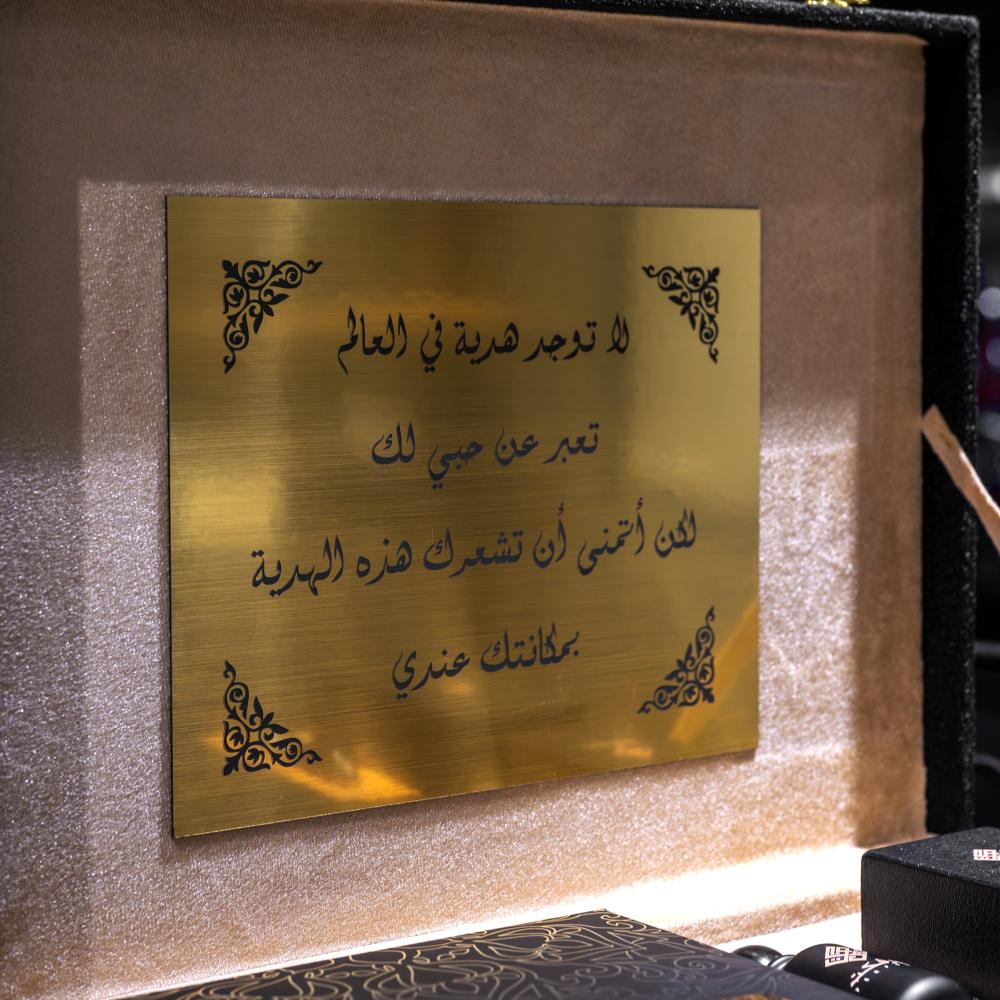 لا توجد هدية في العالم
تعبر عن حبي لك
لكن أتمنى أن تشعرك هذه الهدية
بمكانتك عندي